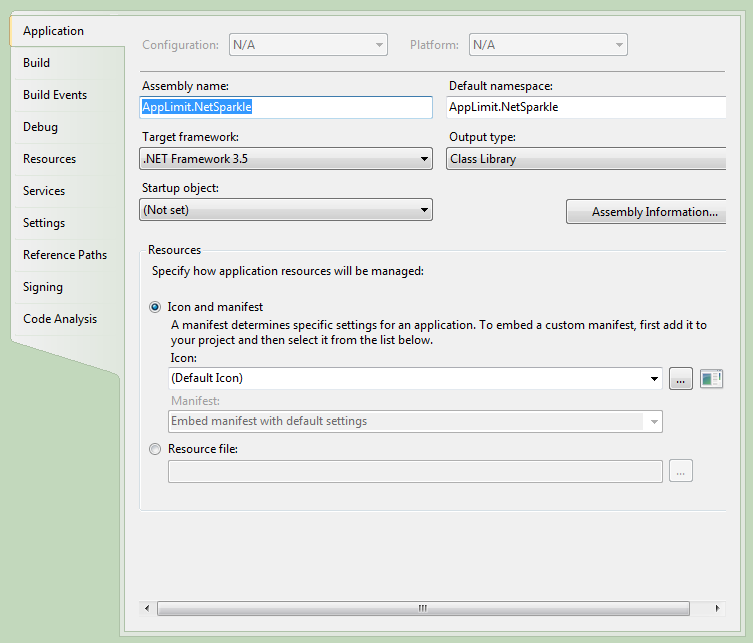 Application
Build
Build Events
Debug
Resources
Services
Settings
Reference Paths
Signing
Code Analysis
Configuration: N/A Platform: N/A
Assembly name: Default namespace:
AppLimit.NetSparkle AppLimit.NetSparkle
Target framework: Output type:
.NET Framework 3.5 Class Library
Startup object:
(Not set) Assembly Information...
Resources
Specify how application resources will be managed:
Icon and manifest
A manifest determines specific settings for an application. To embed a custom manifest, first add it to
your project and then select it from the list below.
Icon:
(Default Icon) ...
Manifest:
Embed manifest with default settings
Resource file:
...